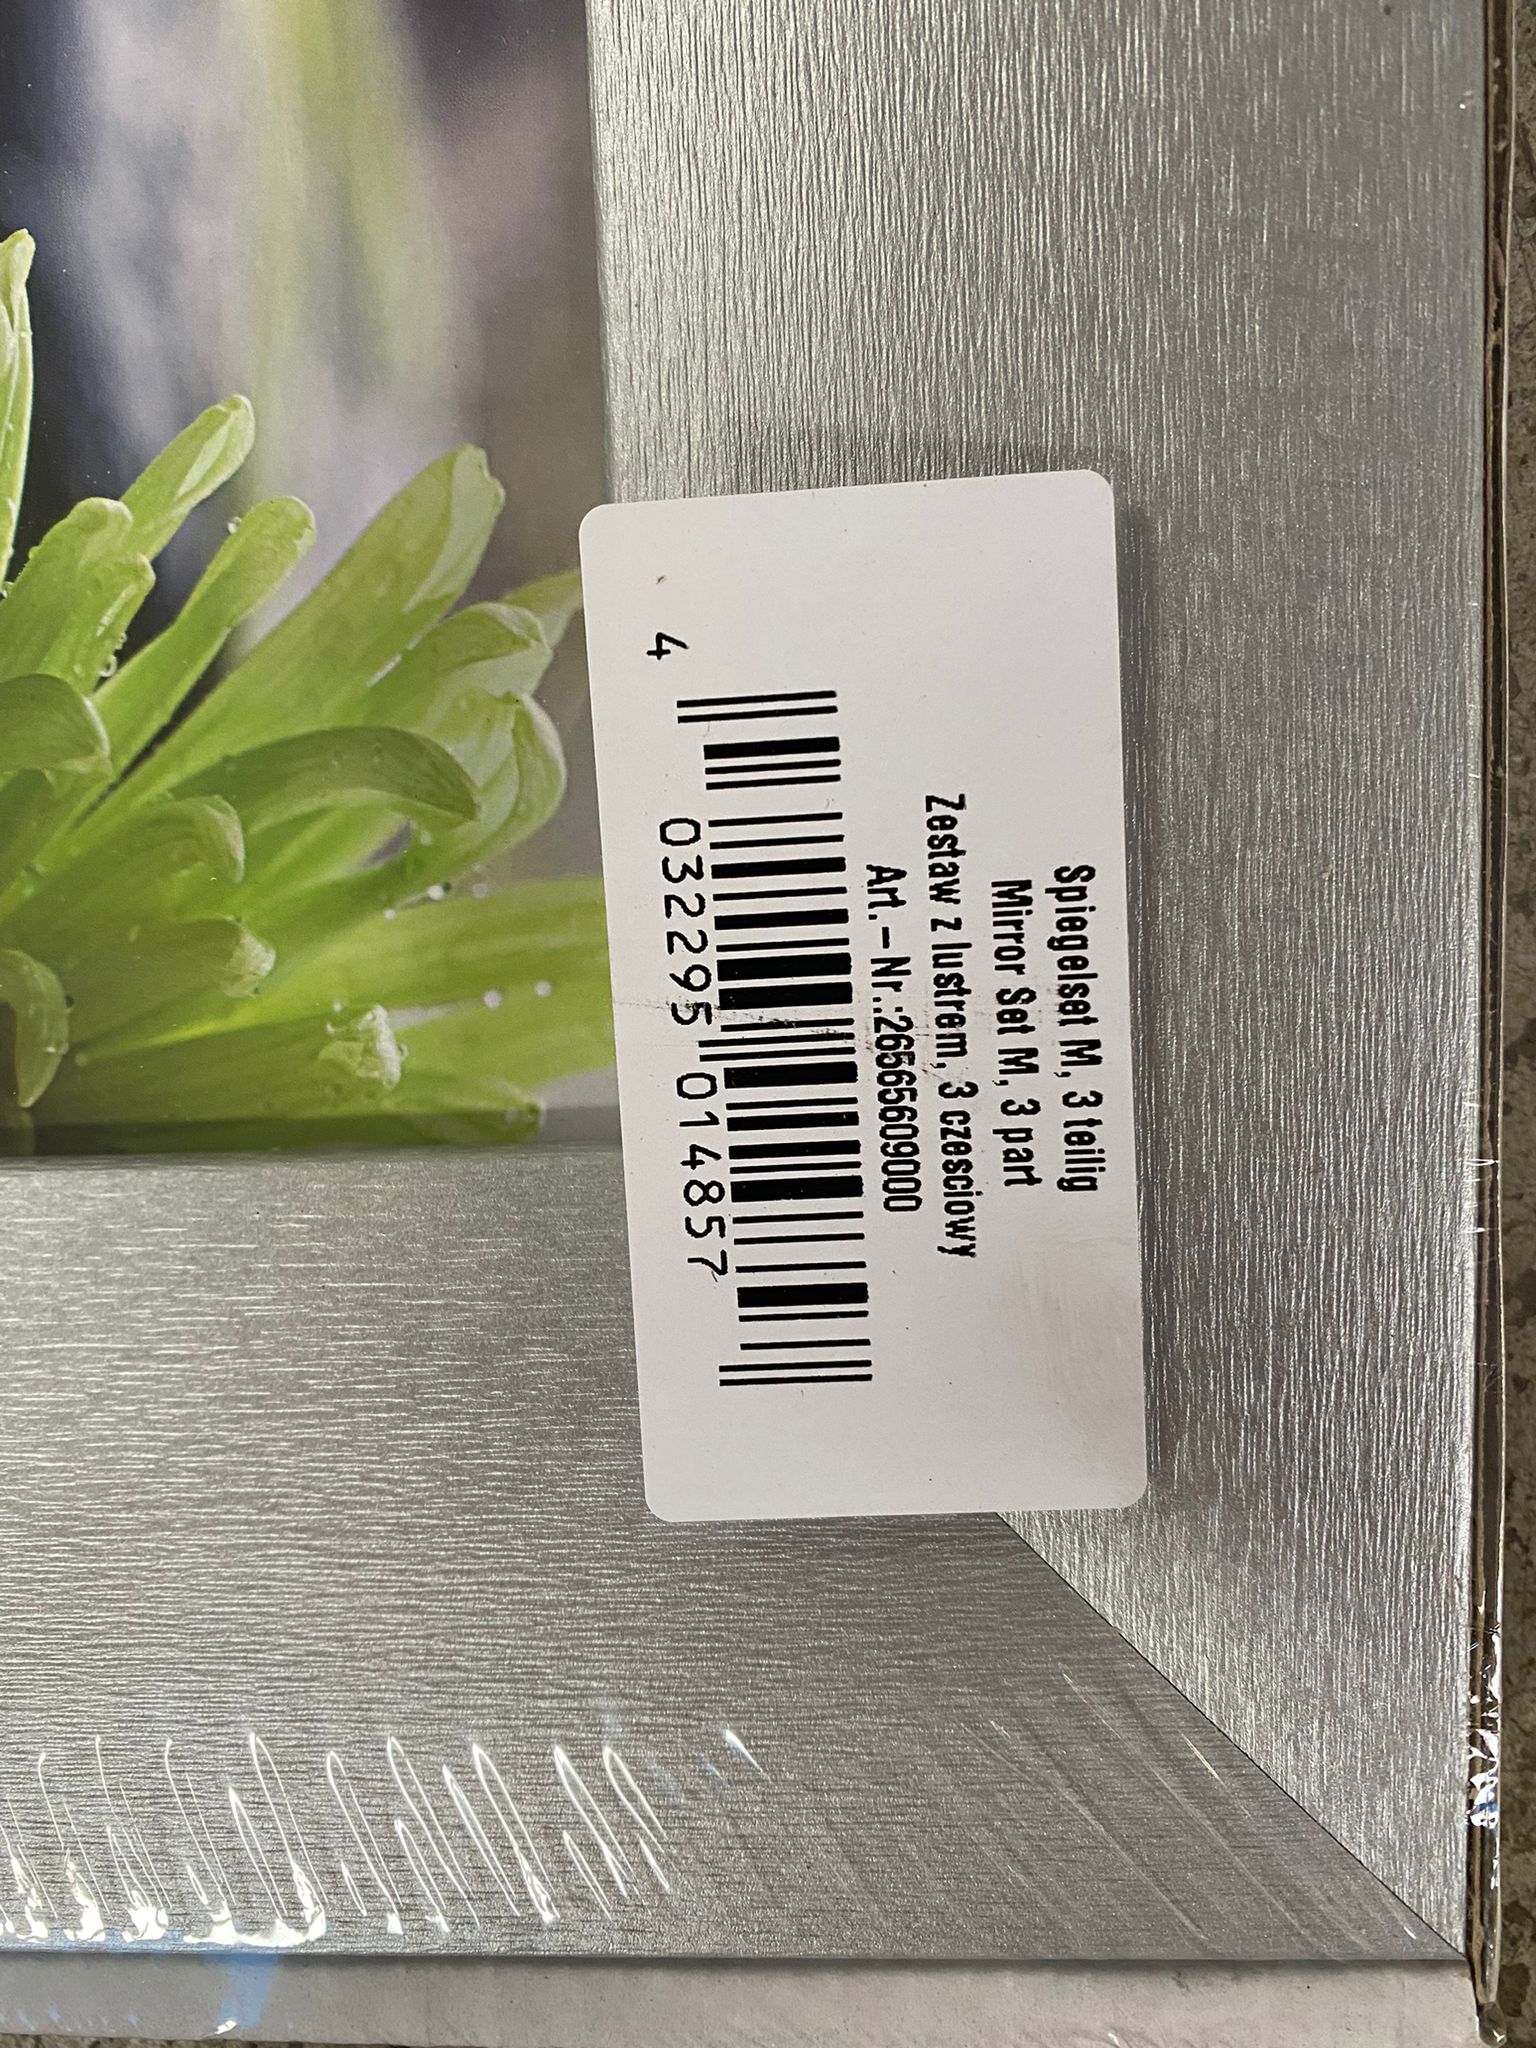 Spiegelset M, 3 teilig
Mirror Set M, 3 part
Zestaw z lustrem, 3 czesciowy
Art.-Nr.:2656609000
4 032295 014857